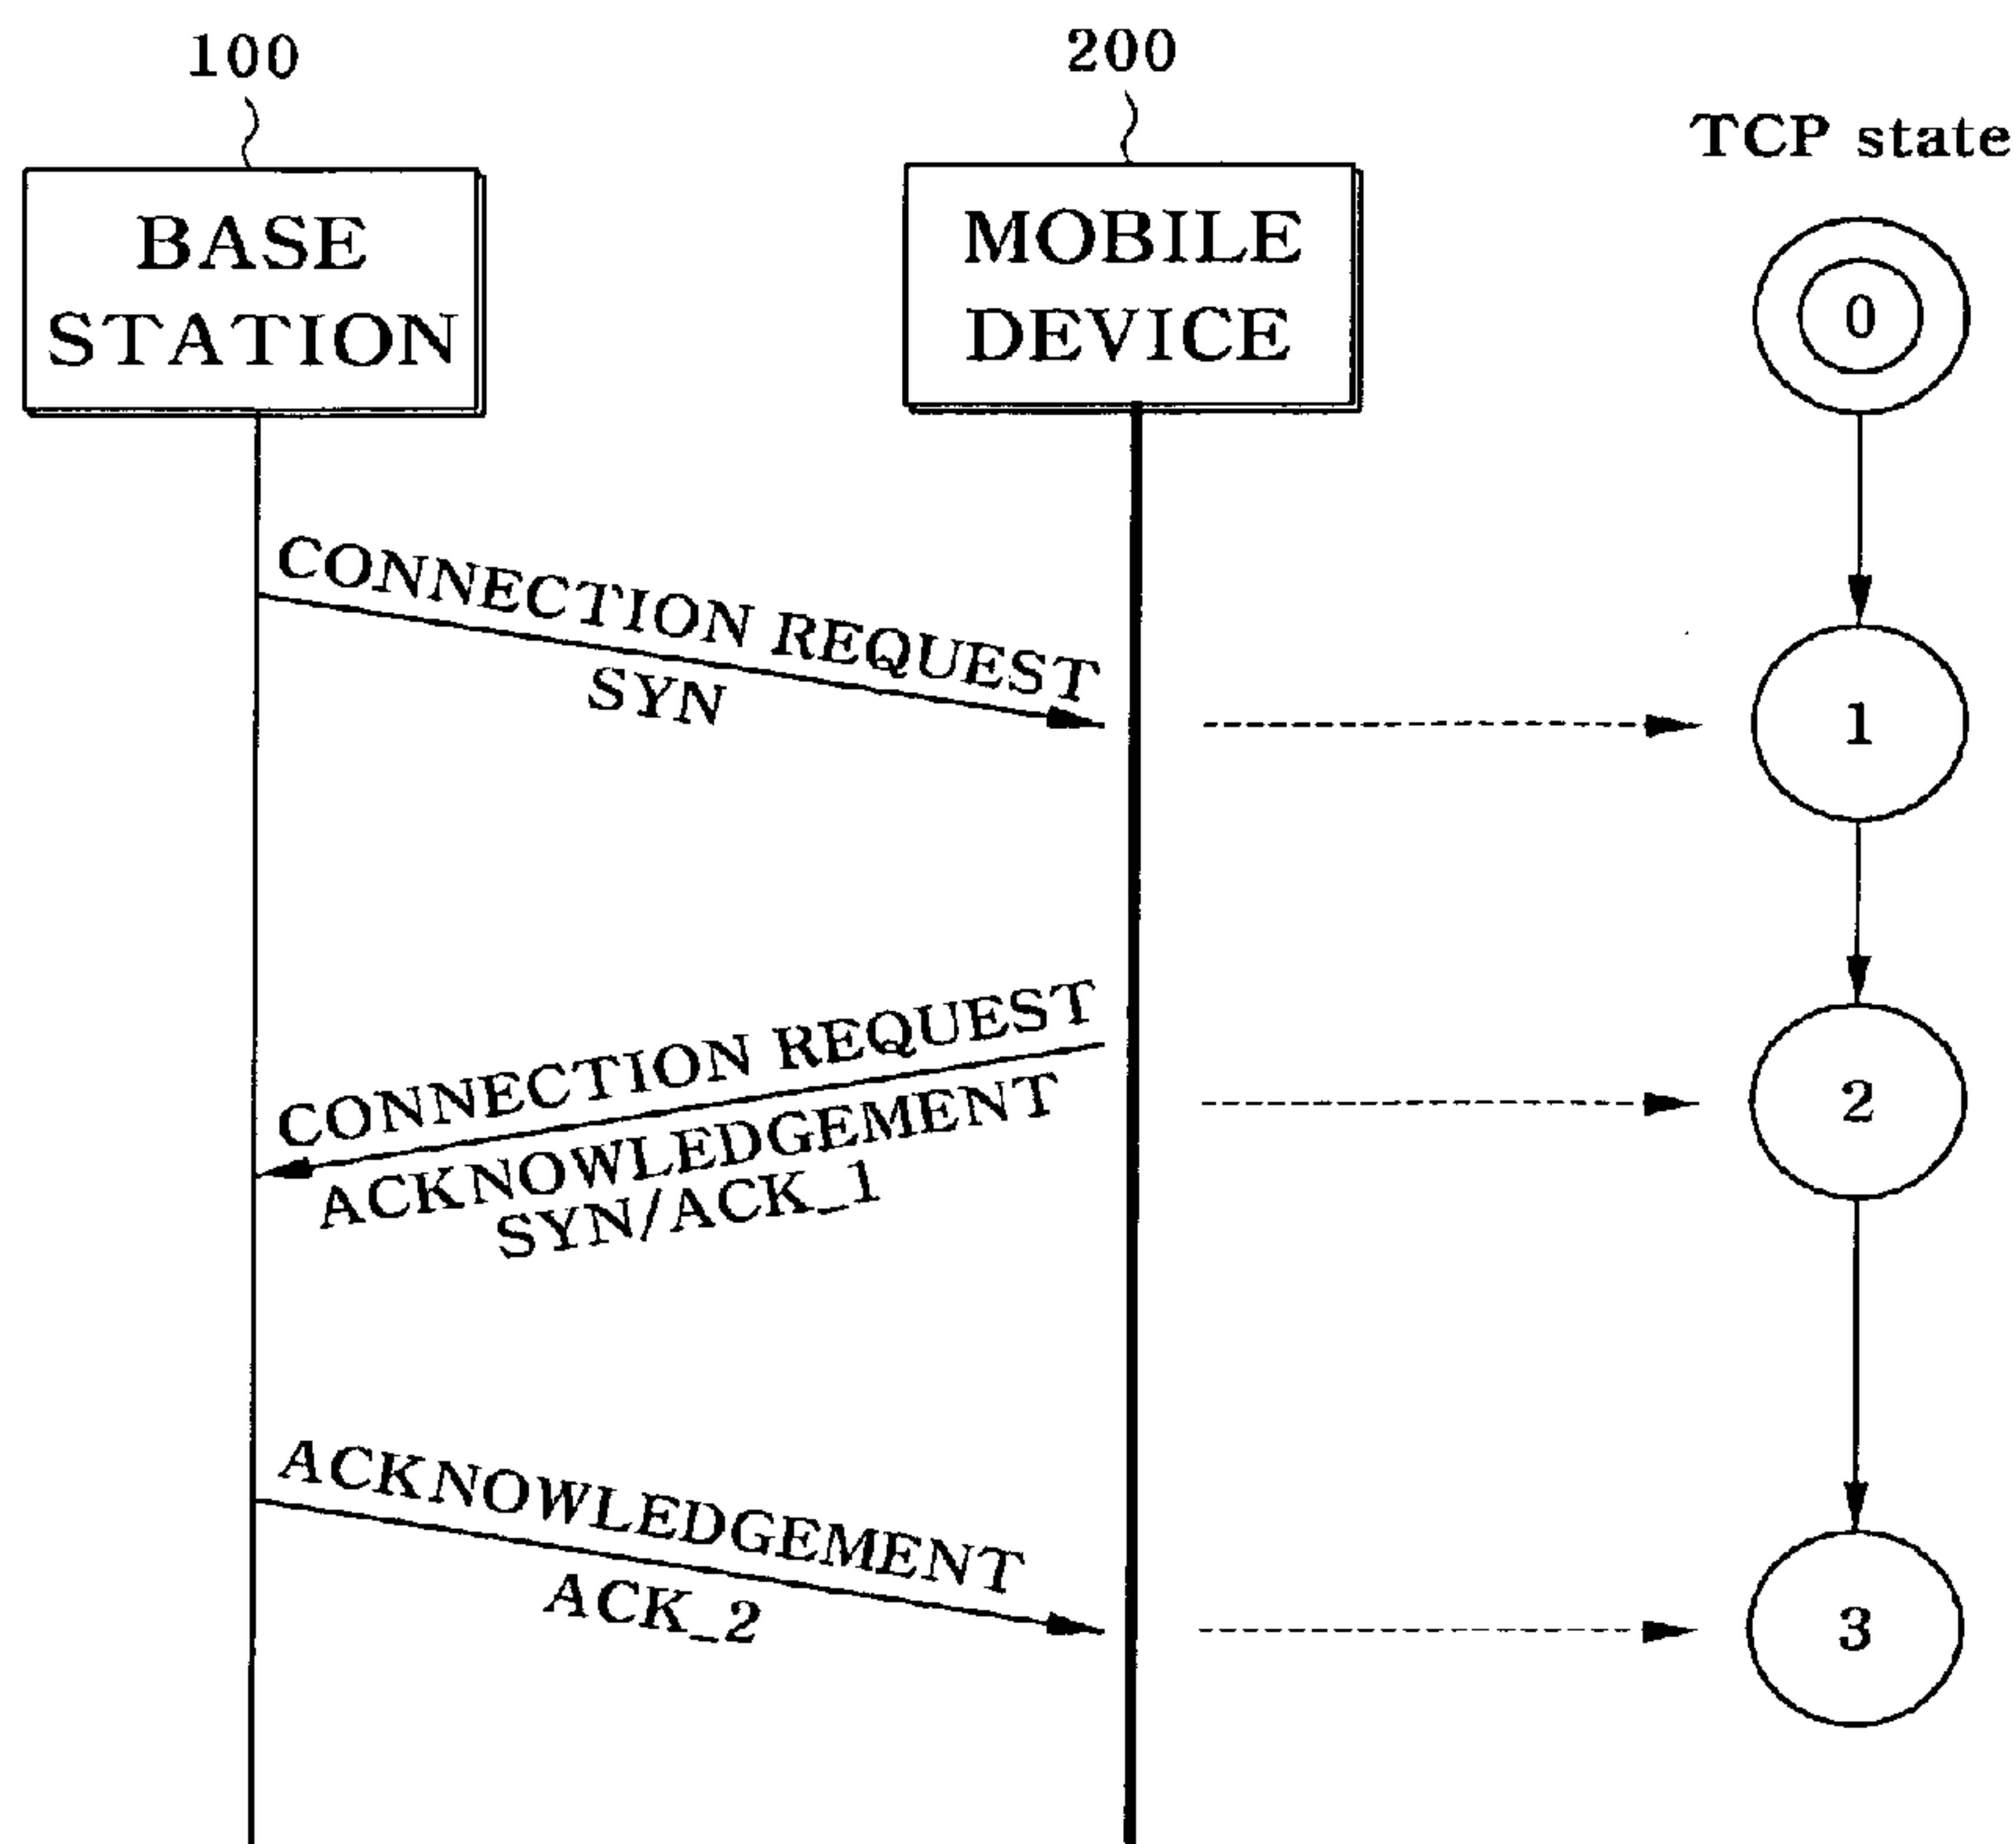 100
200
TCP state
BASE
STATION
MOBILE
DEVICE
0
CONNECTION REQUEST
SYN
1
CONNECTION REQUEST
ACKNOWLEDGEMENT
SYN/ACK_1
2
ACKNOWLEDGEMENT
ACK_2
3